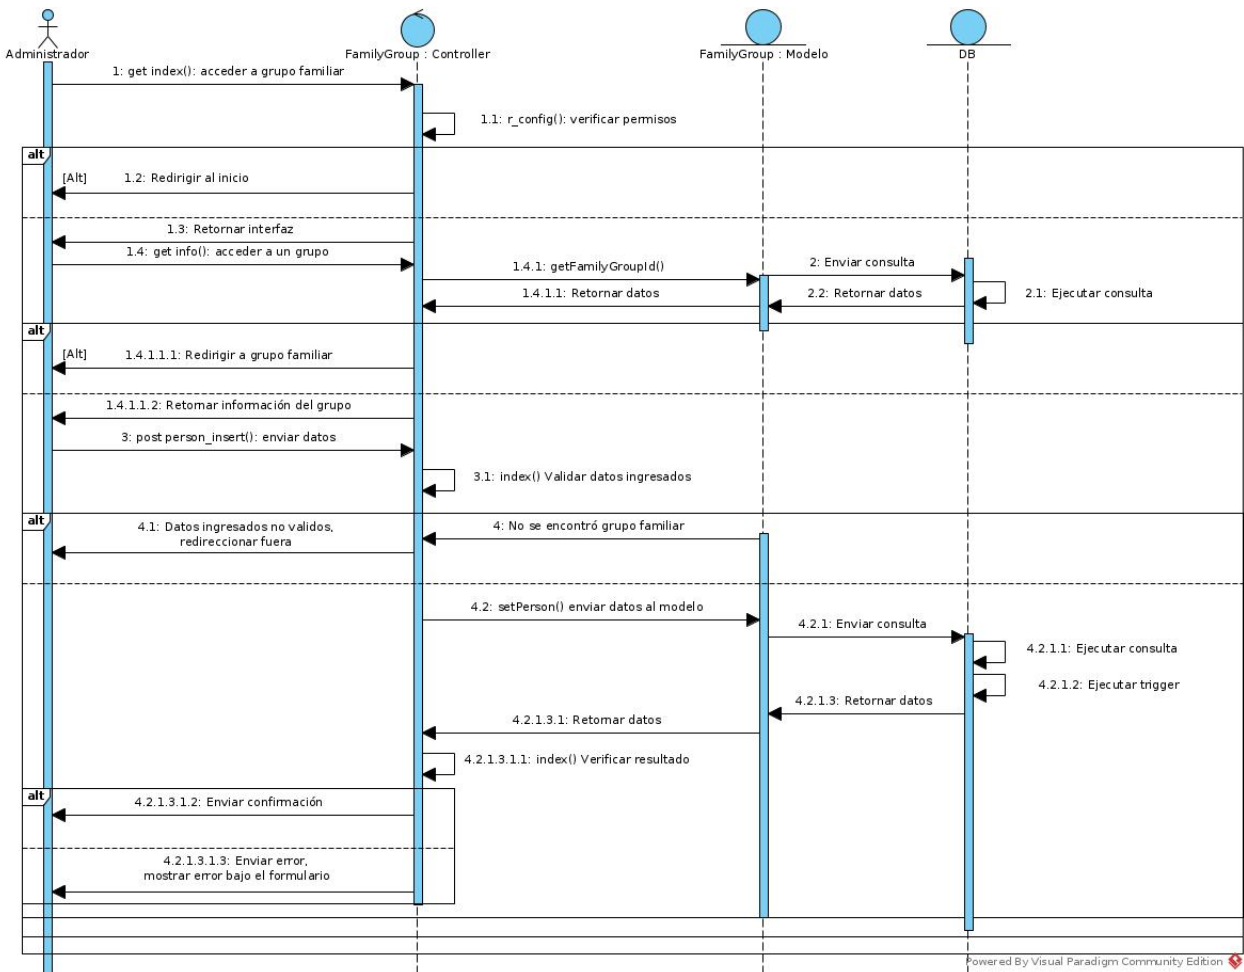 Administrador
FamilyGroup : Controller
FamilyGroup : Modelo
DB
1: get index(): acceder a grupo familiar
1.1: r_config(): verificar permisos
alt
[Alt]
1.2: Redirigir al inicio
1.3: Retornar interfaz
1.4: get info(): acceder a un grupo
1.4.1: getFamilyGroupId()
2: Enviar consulta
1.4.1.1: Retornar datos
2.2: Retornar datos
2.1: Ejecutar consulta
alt
[Alt]
1.4.1.1.1: Redirigir a grupo familiar
1.4.1.1.2: Retornar información del grupo
3: post person_insert(): enviar datos
3.1: index() Validar datos ingresados
alt
4.1: Datos ingresados no validos,
redireccionar fuera
4: No se encontró grupo familiar
4.2: setPerson() enviar datos al modelo
4.2.1: Enviar consulta
4.2.1.1: Ejecutar consulta
4.2.1.2: Ejecutar trigger
4.2.1.3: Retornar datos
4.2.1.3.1: Retornar datos
4.2.1.3.1.1: index() Verificar resultado
alt
4.2.1.3.1.2: Enviar confirmación
4.2.1.3.1.3: Enviar error,
mostrar error bajo el formulario
Powered By Visual Paradigm Community Edition